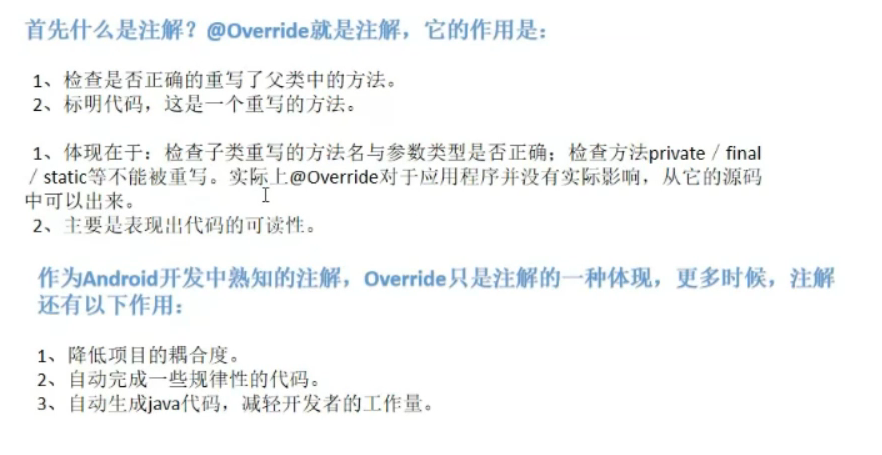 首先什么是注解？@Override就是注解，它的作用是：
1、检查是否正确的重写了父类中的方法。
2、标明代码，这是一个重写的方法。
1、体现在于：检查子类重写的方法名与参数类型是否正确；检查方法private／final
／static等不能被重写。实际上@Override对于应用程序并没有实际影响，从它的源码
中可以出来。
2、主要是表现出代码的可读性。
作为Android开发中熟知的注解，Override只是注解的一种体现，更多时候，注解
还有以下作用：
1、降低项目的耦合度。
2、自动完成一些规律性的代码。
3、自动生成java代码，减轻开发者的工作量。